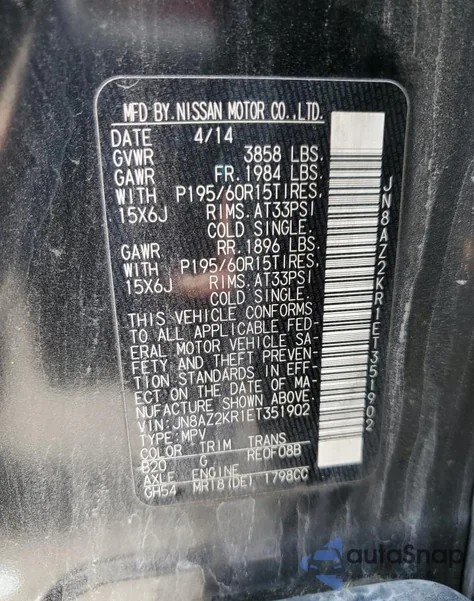 MFD BY NISSAN MOTOR CO.,LTD.
DATE 4/14
GVWR 3858 LBS.
GAWR FR. 1984 LBS.
WITH P195/60R15TIRES,
15X6J RIMS. AT33PSI
COLD SINGLE.
GAWR RR. 1896 LBS.
WITH P195/60R15TIRES,
15X6J RIMS. AT33PSI
COLD SINGLE.
THIS VEHICLE CONFORMS
TO ALL APPLICABLE FED-
ERAL MOTOR VEHICLE SA-
FETY AND THEFT PREVEN-
TION STANDARDS IN EFF-
ECT ON THE DATE OF MA-
NUFACTURE SHOWN ABOVE.
VIN: JN8AZ2KR1ET351902
TYPE: MPV
COLOR TRIM TRANS
B20 G RE0F08B
AXLE ENGINE
GH54 MR18(DE) 1798CC
JN8AZ2KR1ET351902
autoSnap